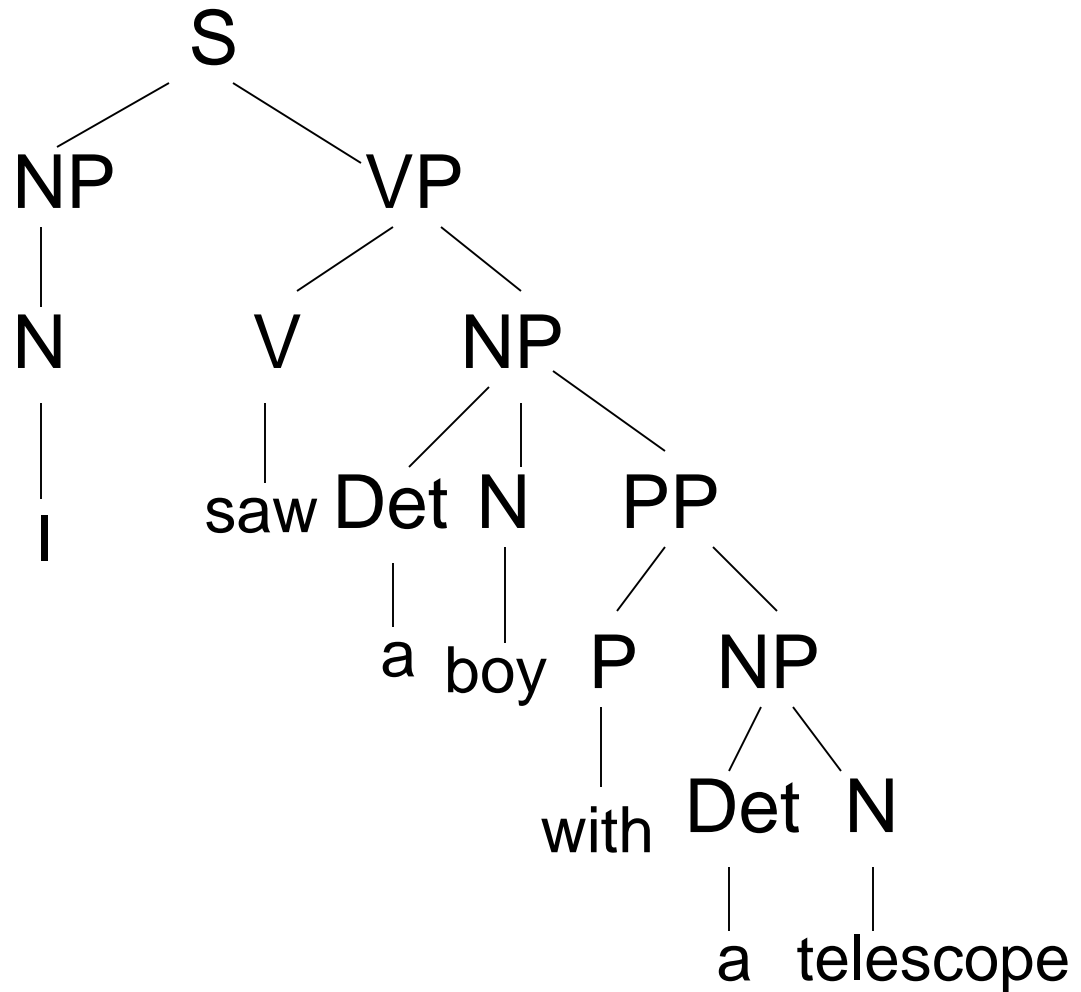 S
NP VP
N V NP
saw Det N PP
I
a boy P NP
with Det N
a telescope